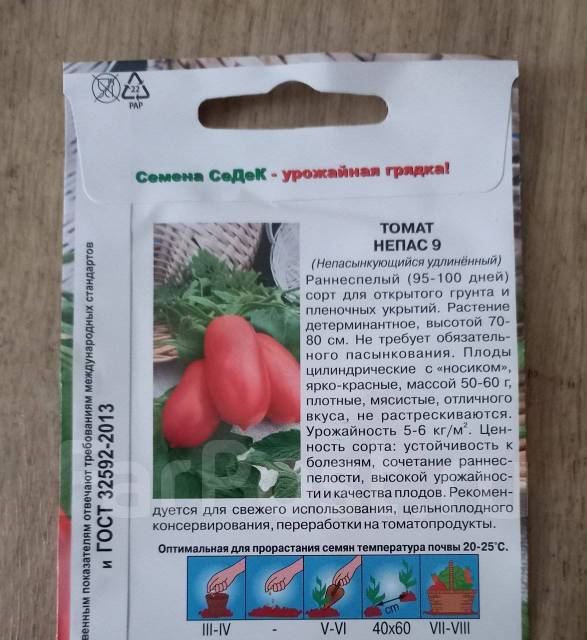 22
PAP
Семена СеДеК - урожайная грядка!
ТОМАТ
НЕПАС 9
(Непасынкующийся удлинённый)
Раннеспелый (95-100 дней)
сорт для открытого грунта и
пленочных укрытий. Растение
детерминантное, высотой 70-
80 см. Не требует обязатель-
ного пасынкования. Плоды
цилиндрические с «носиком»,
ярко-красные, массой 50-60 г,
плотные, мясистые, отличного
вкуса, не растрескиваются.
Урожайность 5-6 кг/м². Цен-
ность сорта: устойчивость к
болезням, сочетание раннес-
пелости, высокой урожайнос-
ти и качества плодов. Рекомен-
дуется для свежего использования, цельноплодного
консервирования, переработки на томатопродукты.
Оптимальная для прорастания семян температура почвы 20-25°С.
cm
III-IV - V-VI 40x60 VII-VIII
показателям отвечают требованиям международных стандартов
и ГОСТ 32592-2013